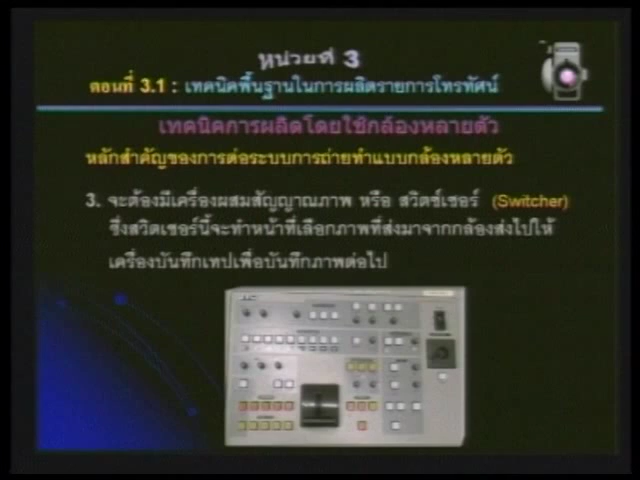 หน่วยที่ 3
ตอนที่ 3.1 : เทคนิคพื้นฐานในการผลิตรายการโทรทัศน์
เทคนิคการผลิตโดยใช้กล้องหลายตัว
หลักสำคัญของการต่อระบบการถ่ายทำแบบกล้องหลายตัว
3. จะต้องมีเครื่องผสมสัญญาณภาพ หรือ สวิตช์เชอร์ (Switcher)
ซึ่งสวิตเชอร์นี้จะทำหน้าที่เลือกภาพที่ส่งมาจากกล้องส่งไปให้
เครื่องบันทึกเทปเพื่อบันทึกภาพต่อไป